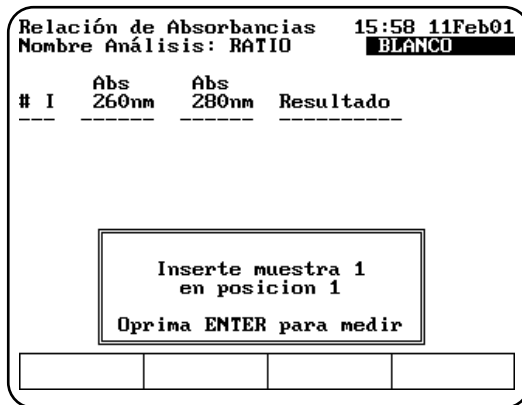 Relación de Absorbancias 15:58 11Feb01
Nombre Análisis: RATIO BLANCO
Abs Abs
# I 260nm 280nm Resultado
--- ------ ------ ----------
Inserte muestra 1
en posicion 1
Oprima ENTER para medir